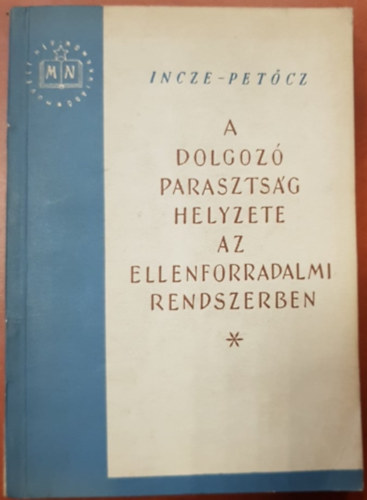 MN
INCZE-PETŐCZ
A
DOLGOZÓ
PARASZTSÁG
HELYZETE
AZ
ELLENFORRADALMI
RENDSZERBEN